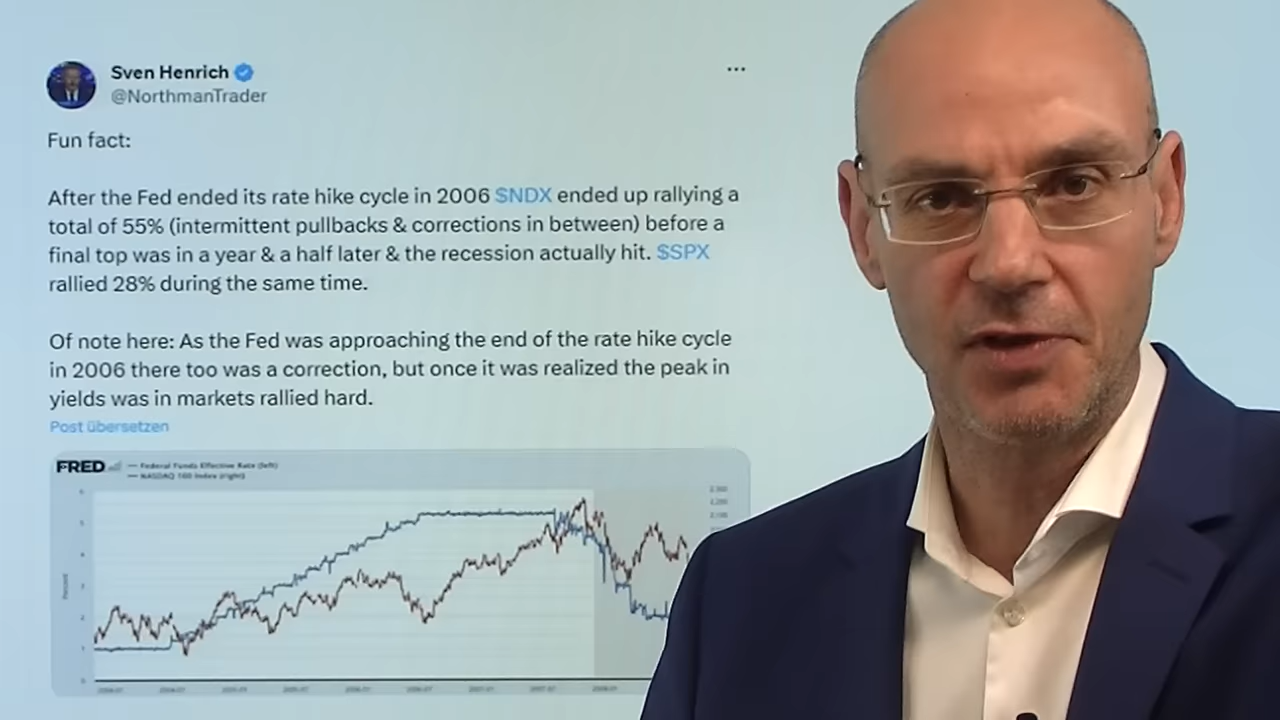 Sven Henrich
@NorthmanTrader
...
Fun fact:
After the Fed ended its rate hike cycle in 2006 $NDX ended up rallying a
total of 55% (intermittent pullbacks & corrections in between) before a
final top was in a year & a half later & the recession actually hit. $SPX
rallied 28% during the same time.
Of note here: As the Fed was approaching the end of the rate hike cycle
in 2006 there too was a correction, but once it was realized the peak in
yields was in markets rallied hard.
Post übersetzen
FRED
— Federal Funds Effective Rate (left)
— NASDAQ 100 Index (right)
Percent